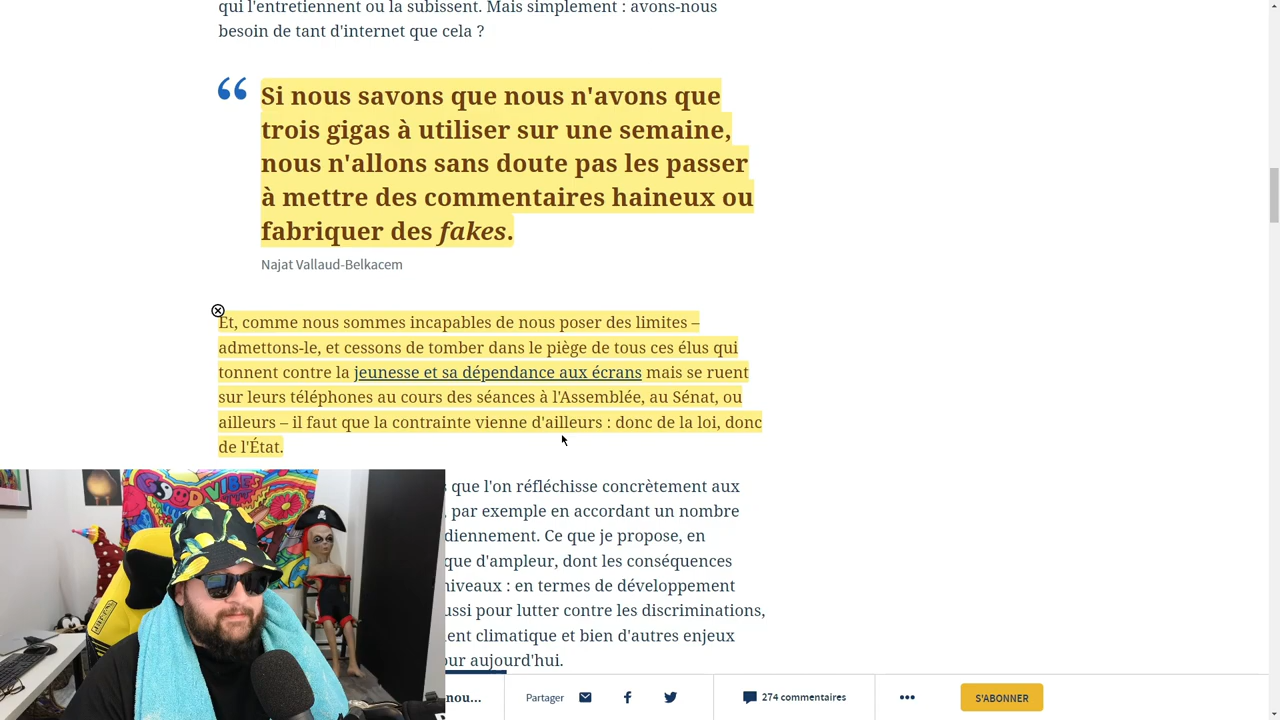 qui l'entretiennent ou la subissent. Mais simplement : avons-nous
besoin de tant d'internet que cela ?
Si nous savons que nous n'avons que
trois gigas à utiliser sur une semaine,
nous n'allons sans doute pas les passer
à mettre des commentaires haineux ou
fabriquer des fakes.
Najat Vallaud-Belkacem
Et, comme nous sommes incapables de nous poser des limites –
admettons-le, et cessons de tomber dans le piège de tous ces élus qui
tonnent contre la jeunesse et sa dépendance aux écrans mais se ruent
sur leurs téléphones au cours des séances à l'Assemblée, au Sénat, ou
ailleurs – il faut que la contrainte vienne d'ailleurs : donc de la loi, donc
de l'État.
que l'on réfléchisse concrètement aux
par exemple en accordant un nombre
diennement. Ce que je propose, en
que d'ampleur, dont les conséquences
niveaux : en termes de développement
ussi pour lutter contre les discriminations,
ent climatique et bien d'autres enjeux
our aujourd'hui.
GOOD VIBES
nou...
Partager
274 commentaires
S'ABONNER